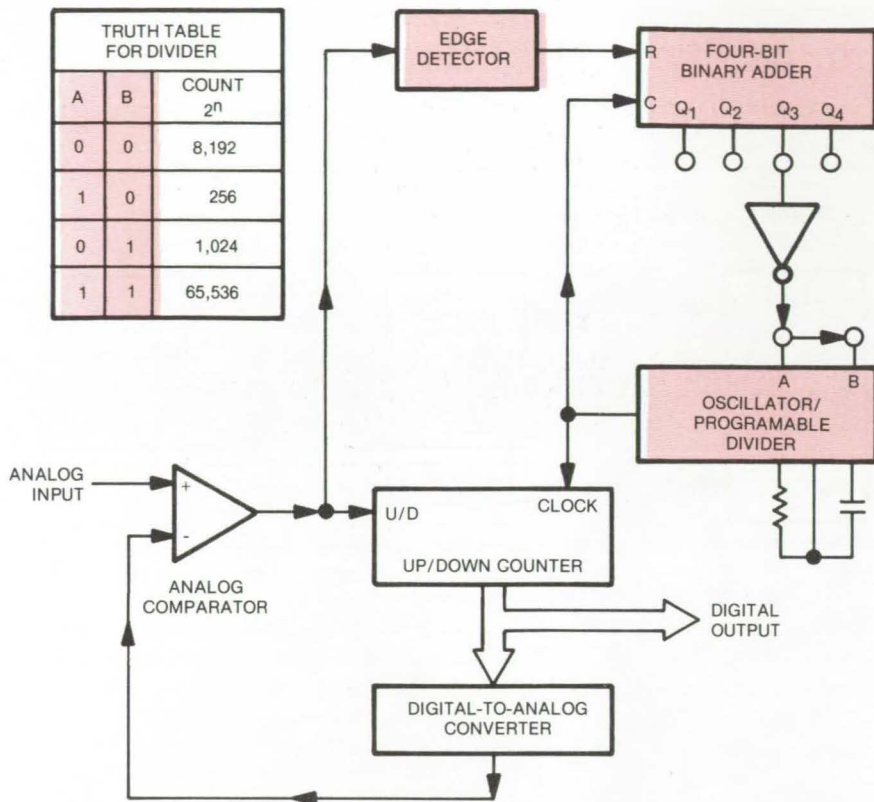 TRUTH TABLE
FOR DIVIDER
A B COUNT
2ⁿ
0 0 8,192
1 0 256
0 1 1,024
1 1 65,536
EDGE
DETECTOR
R FOUR-BIT
BINARY ADDER
C Q1 Q2 Q3 Q4
A B
OSCILLATOR/
PROGRAMABLE
DIVIDER
ANALOG
INPUT
+
-
ANALOG
COMPARATOR
U/D CLOCK
UP/DOWN COUNTER
DIGITAL
OUTPUT
DIGITAL-TO-ANALOG
CONVERTER